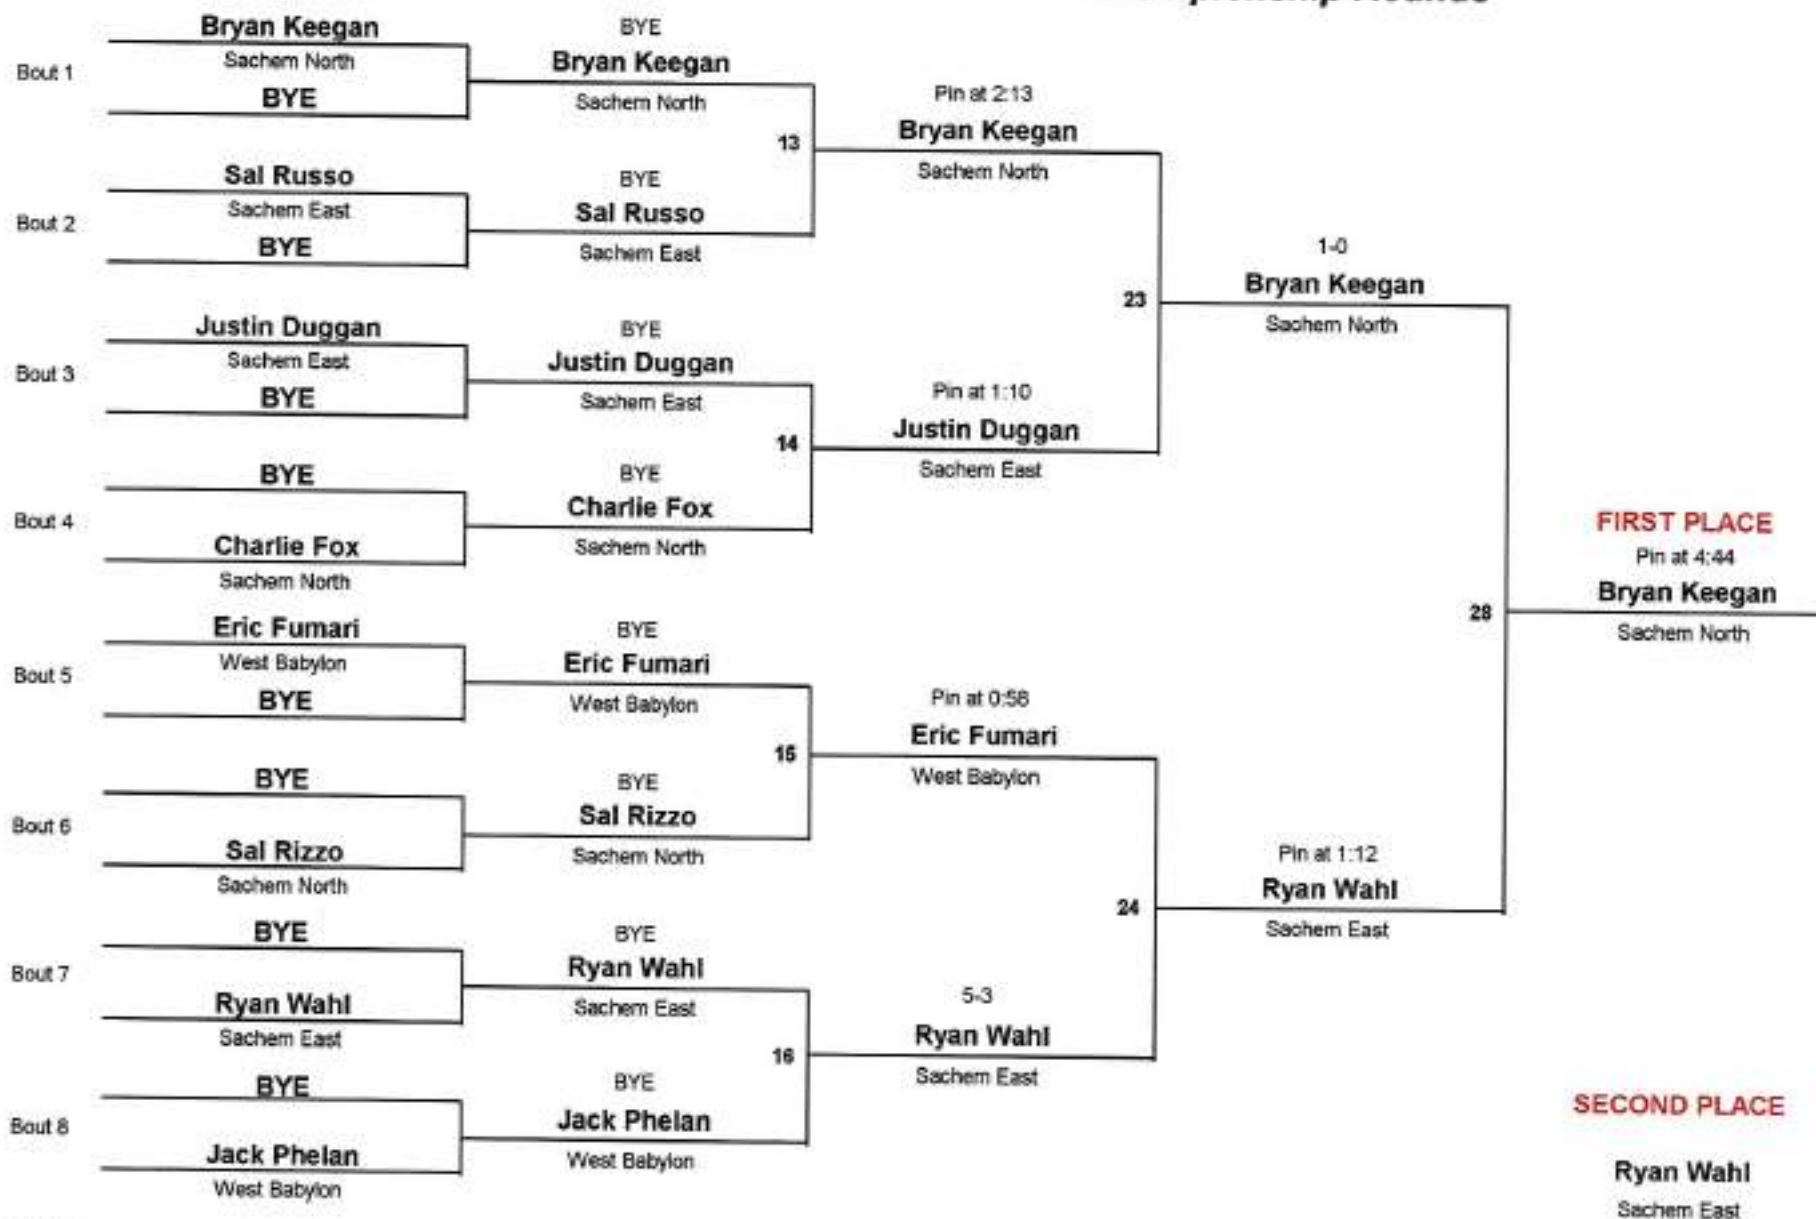 Rounds
Bout 1
Bryan Keegan
Sachem North
BYE
Bout 2
Sal Russo
Sachem East
BYE
Bout 3
Justin Duggan
Sachem East
BYE
Bout 4
BYE
Charlie Fox
Sachem North
Bout 5
Eric Fumari
West Babylon
BYE
Bout 6
BYE
Sal Rizzo
Sachem North
Bout 7
BYE
Ryan Wahl
Sachem East
Bout 8
BYE
Jack Phelan
West Babylon
BYE
Bryan Keegan
Sachem North
13
BYE
Sal Russo
Sachem East
BYE
Justin Duggan
Sachem East
14
BYE
Charlie Fox
Sachem North
BYE
Eric Fumari
West Babylon
15
BYE
Sal Rizzo
Sachem North
BYE
Ryan Wahl
Sachem East
16
BYE
Jack Phelan
West Babylon
Pin at 2:13
Bryan Keegan
Sachem North
23
Pin at 1:10
Justin Duggan
Sachem East
Pin at
Eric Fumari
West Babylon
24
5-3
Ryan Wahl
Sachem East
1-0
Bryan Keegan
Sachem North
28
Pin at 1:12
Ryan Wahl
Sachem East
FIRST PLACE
Pin at 4:44
Bryan Keegan
Sachem North
SECOND PLACE
Ryan Wahl
Sachem East